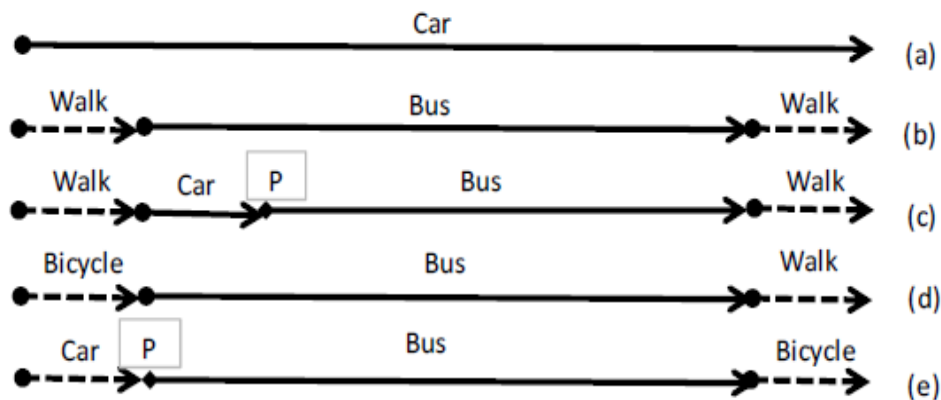 Car (a)
Walk Bus Walk (b)
Walk Car P Bus Walk (c)
Bicycle Bus Walk (d)
Car P Bus Bicycle (e)